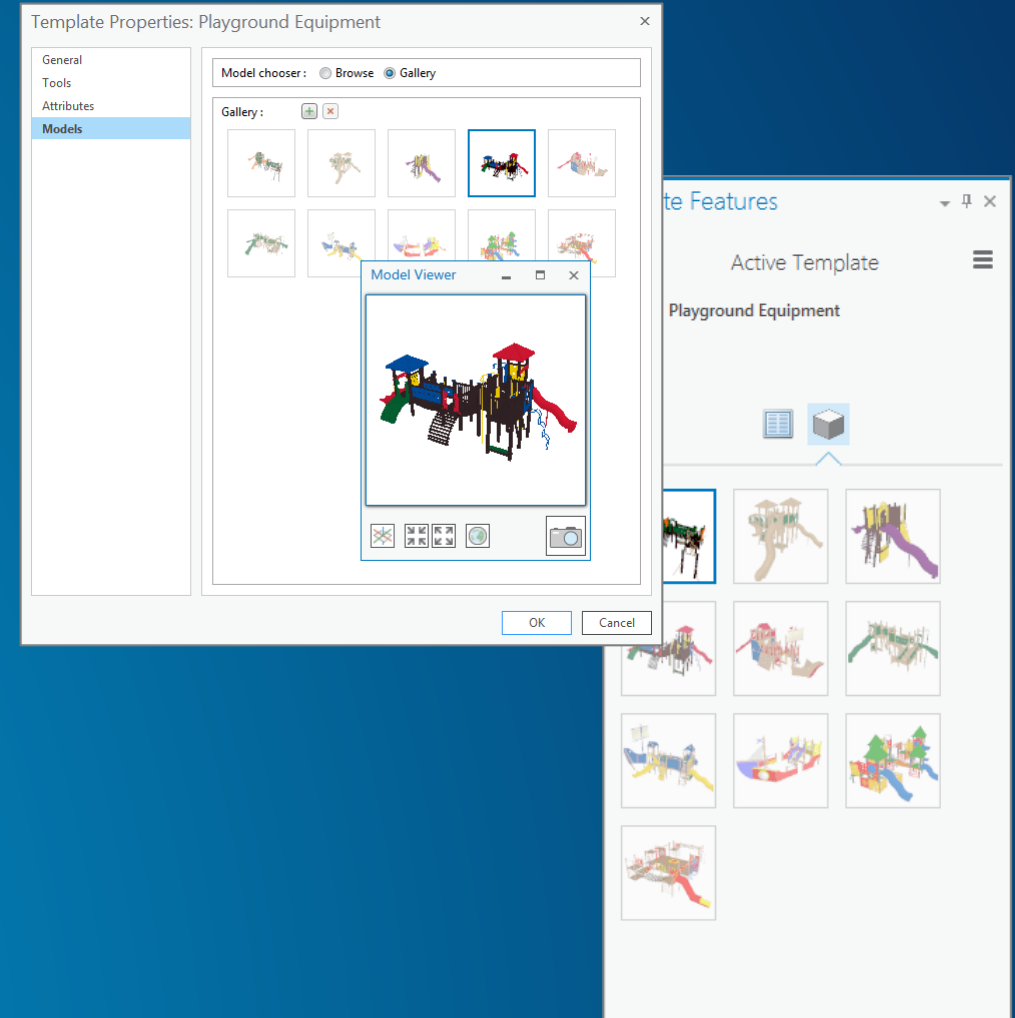 Template Properties: Playground Equipment
General
Tools
Attributes
Models
Model chooser :
Browse
Gallery
Gallery :
Model Viewer
OK
Cancel
te Features
Active Template
Playground Equipment